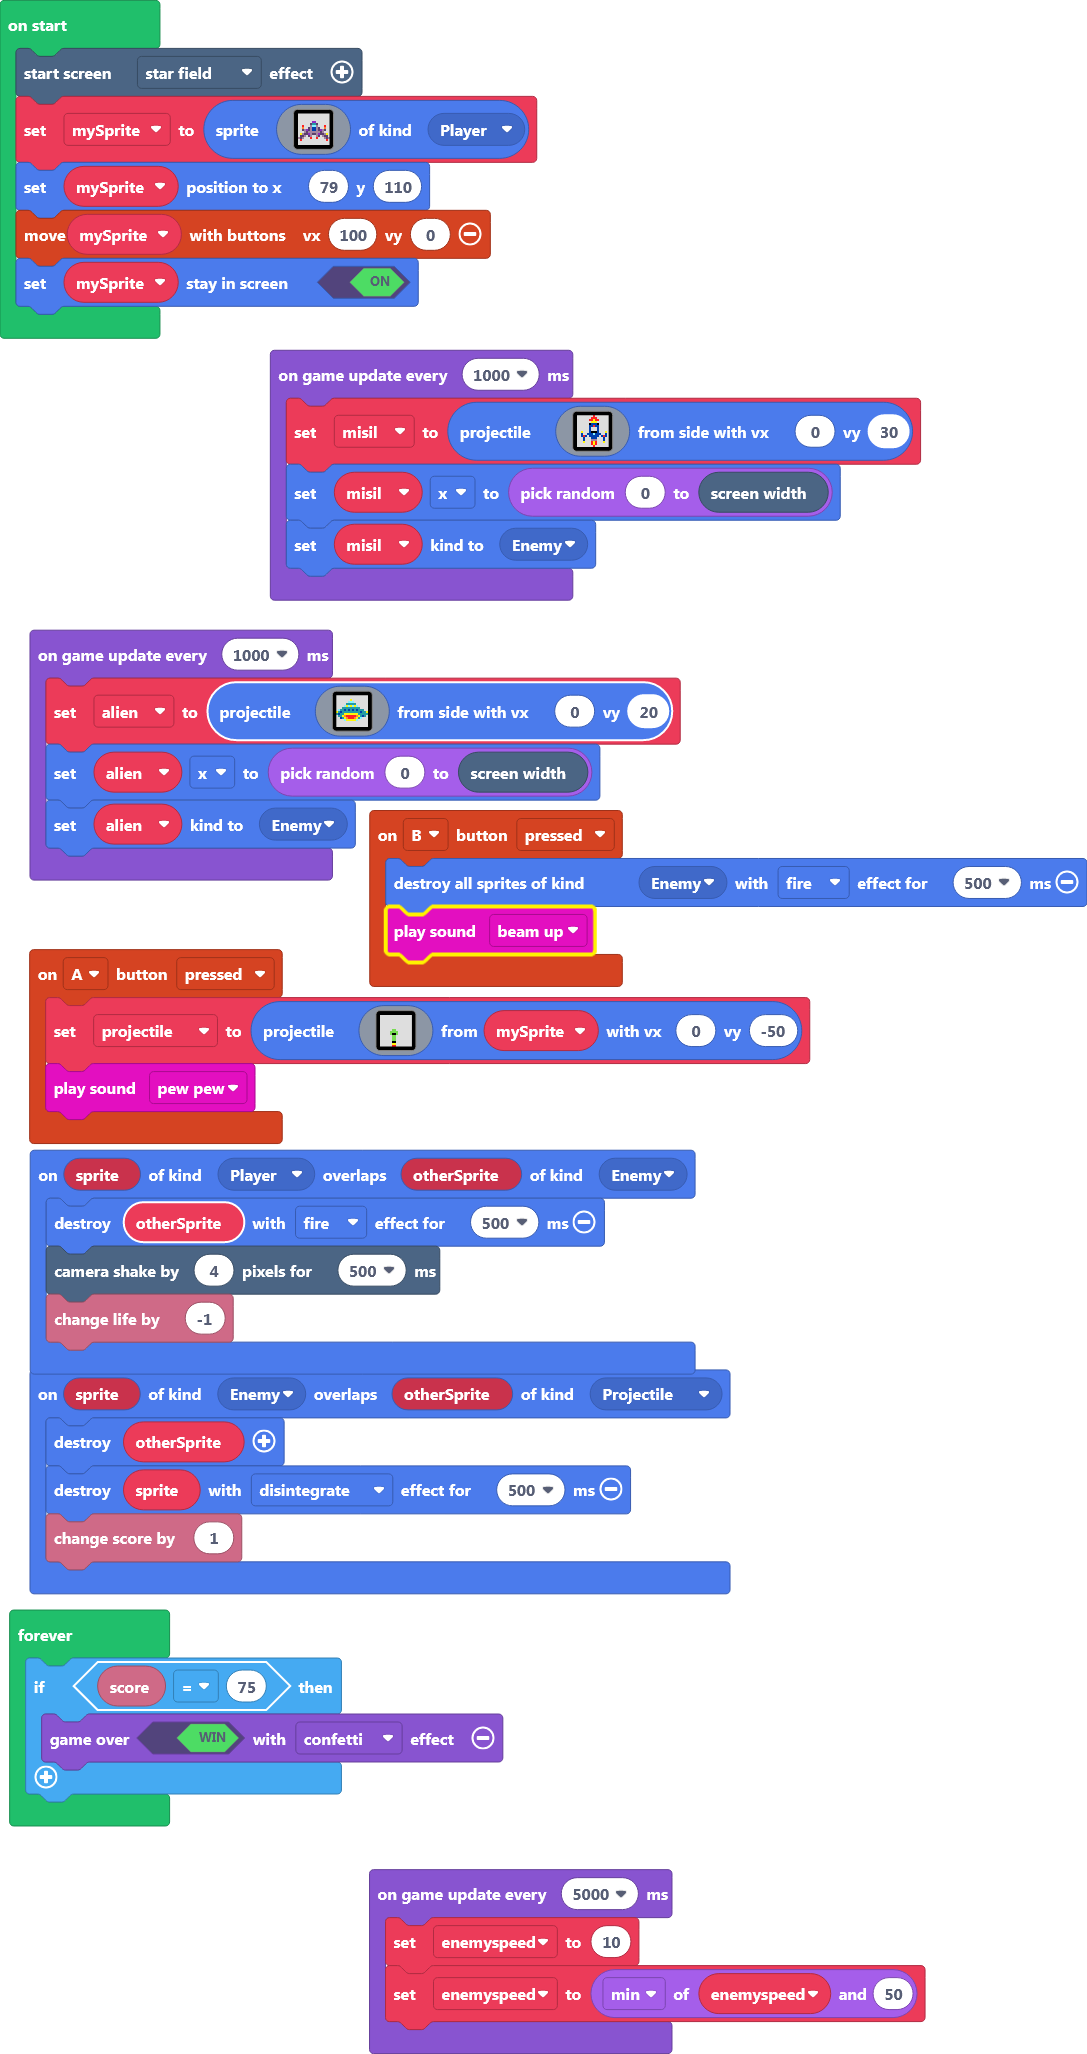 on start
start screen star field effect
set mySprite to sprite of kind Player
set mySprite position to x 79 y 110
move mySprite with buttons vx 100 vy 0
set mySprite stay in screen ON
on game update every 1000 ms
set misil to projectile from side with vx 0 vy 30
set misil x to pick random 0 to screen width
set misil kind to Enemy
on game update every 1000 ms
set alien to projectile from side with vx 0 vy 20
set alien x to pick random 0 to screen width
set alien kind to Enemy
on B button pressed
destroy all sprites of kind Enemy with fire effect for 500 ms
play sound beam up
on A button pressed
set projectile to projectile from mySprite with vx 0 vy -50
play sound pew pew
on sprite of kind Player overlaps otherSprite of kind Enemy
destroy otherSprite with fire effect for 500 ms
camera shake by 4 pixels for 500 ms
change life by -1
on sprite of kind Enemy overlaps otherSprite of kind Projectile
destroy otherSprite
destroy sprite with disintegrate effect for 500 ms
change score by 1
forever
if score = 75 then
game over WIN with confetti effect
on game update every 5000 ms
set enemyspeed to 10
set enemyspeed to min of enemyspeed and 50